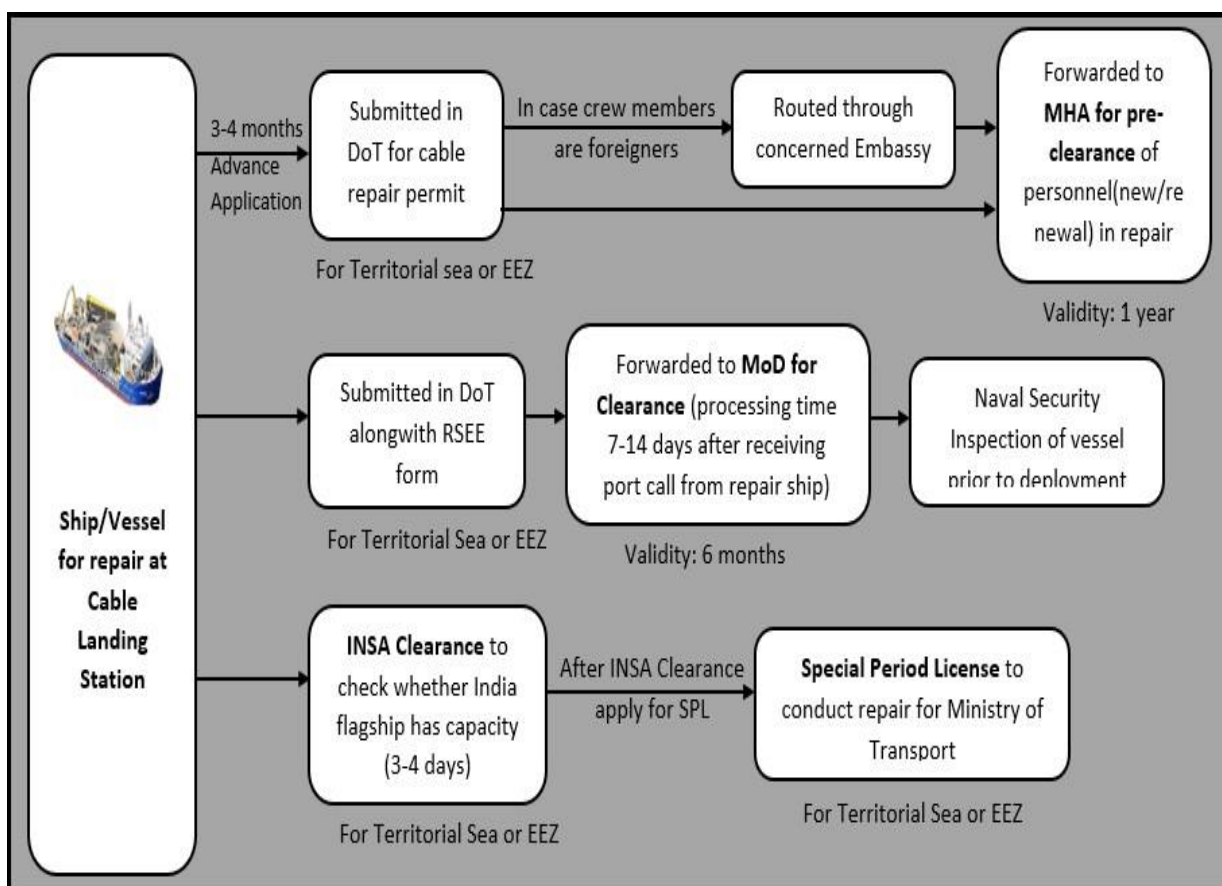 Ship/Vessel
for repair at
Cable
Landing
Station
3-4 months
Advance
Application
Submitted in
DoT for cable
repair permit
For Territorial sea or EEZ
In case crew members
are foreigners
Routed through
concerned Embassy
Forwarded to
MHA for pre-
clearance of
personnel(new/re
newal) in repair
Validity: 1 year
Submitted in DoT
alongwith RSEE
form
For Territorial Sea or EEZ
Forwarded to MoD for
Clearance (processing time
7-14 days after receiving
port call from repair ship)
Validity: 6 months
Naval Security
Inspection of vessel
prior to deployment
INSA Clearance to
check whether India
flagship has capacity
(3-4 days)
For Territorial Sea or EEZ
After INSA Clearance
apply for SPL
Special Period License to
conduct repair for Ministry of
Transport
For Territorial Sea or EEZ